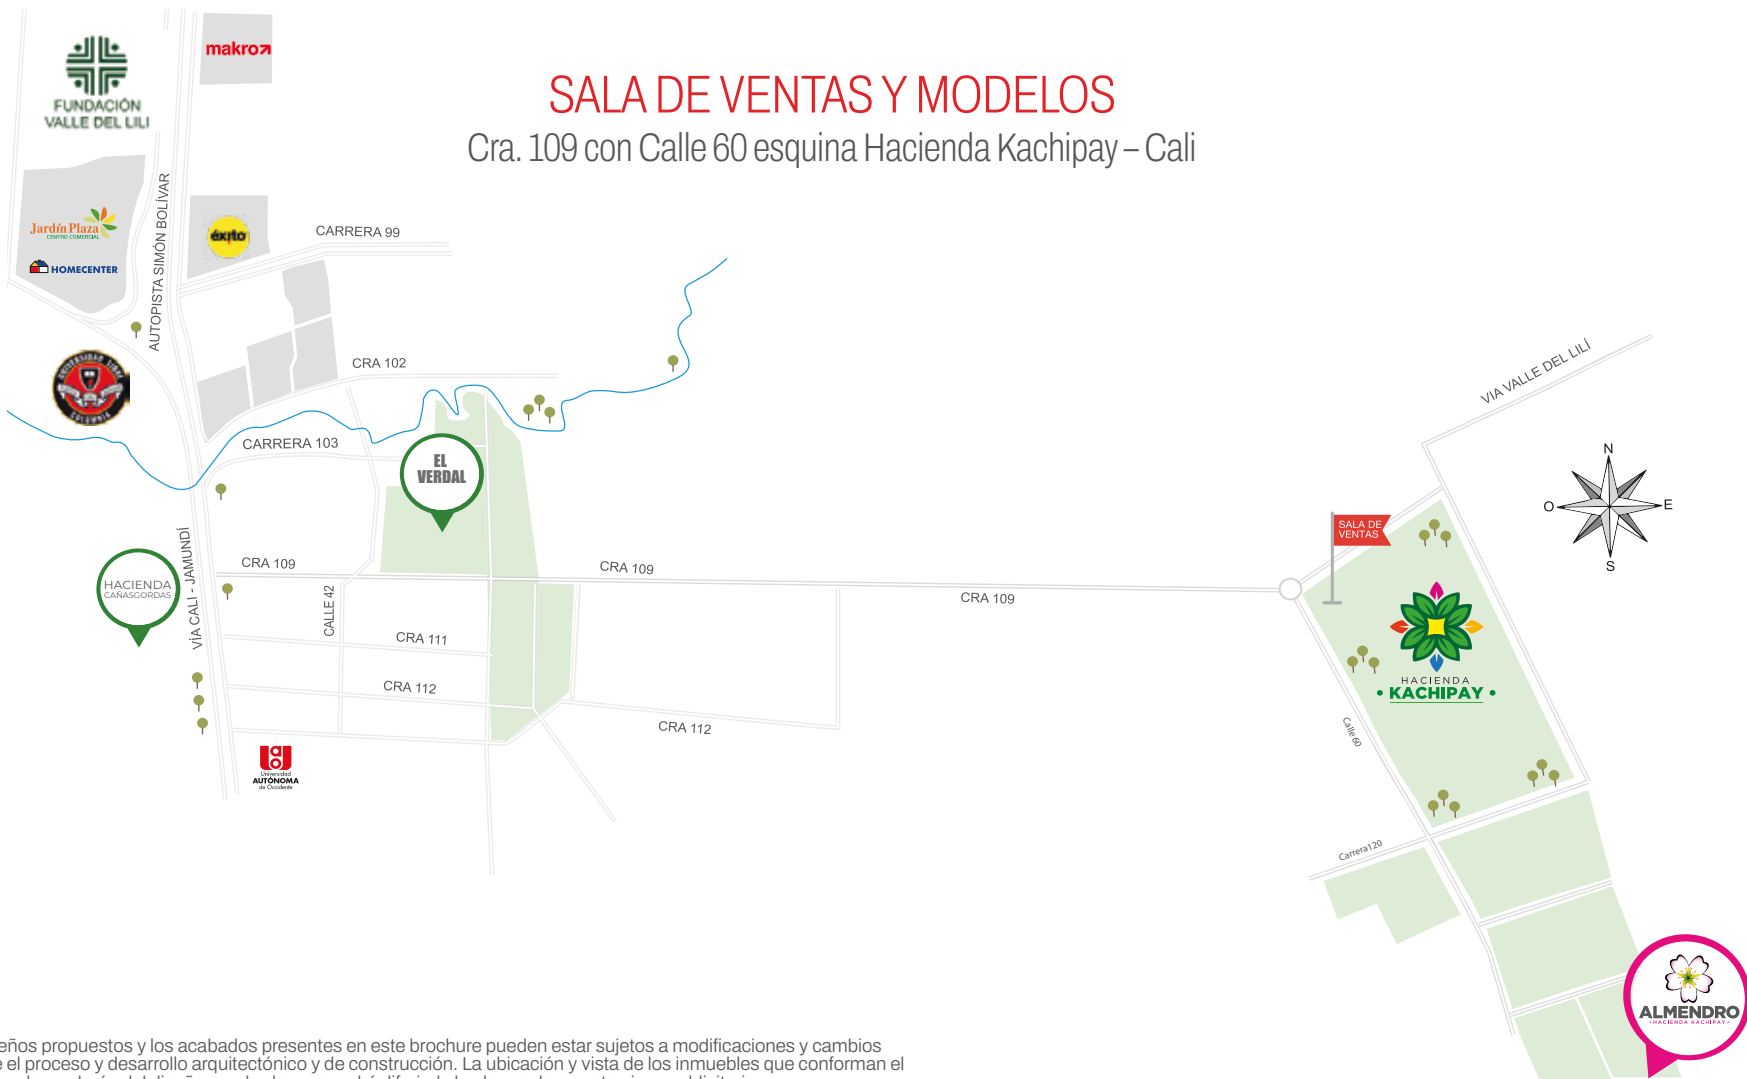 FUNDACIÓN
VALLE DEL LILI
makro
SALA DE VENTAS Y MODELOS
Cra. 109 con Calle 60 esquina Hacienda Kachipay – Cali
Jardín Plaza
CENTRO COMERCIAL
HOMECENTER
AUTOPISTA SIMÓN BOLÍVAR
éxito
CARRERA 99
UNIVERSIDAD LIBRE
COLOMBIA
CRA 102
CARRERA 103
EL
VERDAL
VIA VALLE DEL LILÍ
N
O
E
S
SALA DE
VENTAS
HACIENDA
CAÑASGORDAS
VÍA CALI - JAMUNDÍ
CRA 109
CRA 109
CRA 109
CALLE 42
CRA 111
CRA 112
CRA 112
HACIENDA
• KACHIPAY •
Calle 60
Universidad
AUTÓNOMA
de Occidente
Carrera120
ALMENDRO
• HACIENDA KACHIPAY •
eños propuestos y los acabados presentes en este brochure pueden estar sujetos a modificaciones y cambios
e el proceso y desarrollo arquitectónico y de construcción. La ubicación y vista de los inmuebles que conforman el